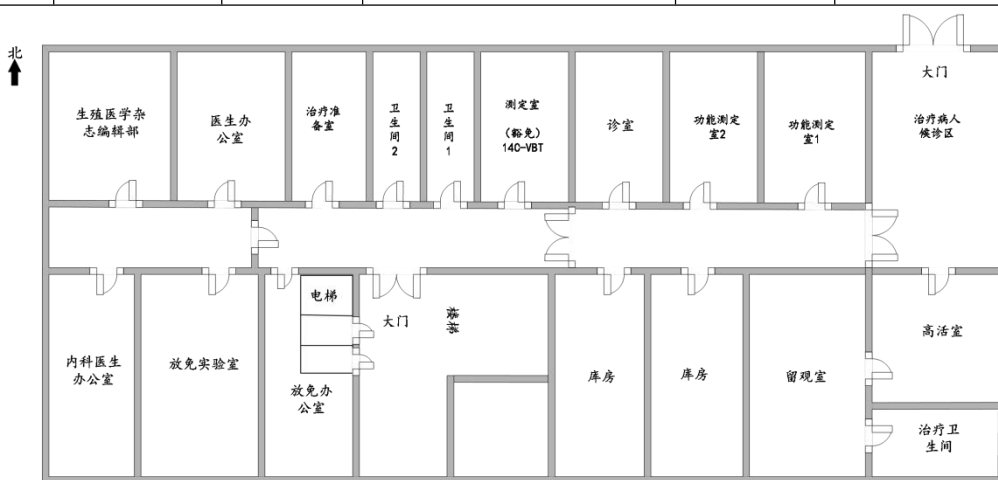 北
大门
生殖医学杂
志编辑部
医生办
公室
治疗准
备室
卫
生
间
2
卫
生
间
1
测定室
（豁免）
14C-VBT
诊室
功能测定
室2
功能测定
室1
治疗病人
候诊区
电梯
大门
内科医生
办公室
放免实验室
放免办
公室
库房
库房
留观室
高活室
治疗卫
生间